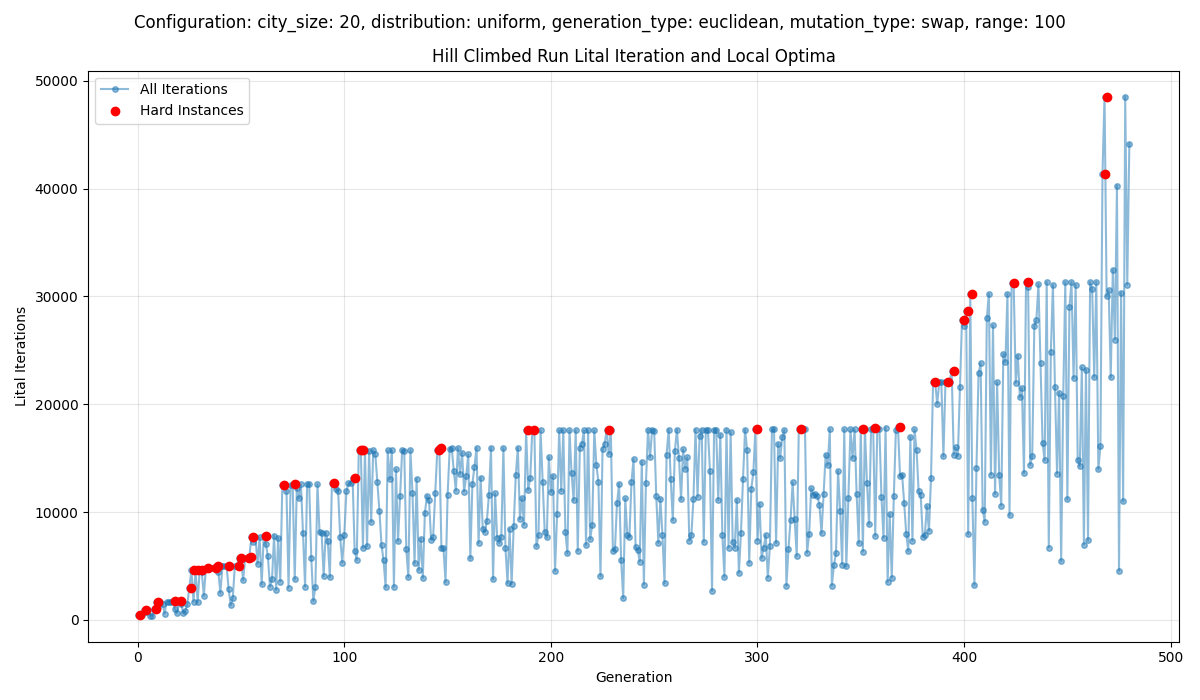 Configuration: city_size: 20, distribution: uniform, generation_type: euclidean, mutation_type: swap, range: 100
Hill Climbed Run Lital Iteration and Local Optima
All Iterations
Hard Instances
50000
40000
30000
20000
10000
0
Lital Iterations
0 100 200 300 400 500
Generation